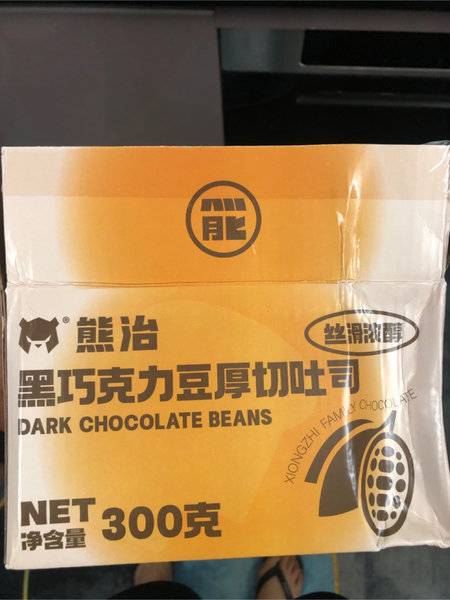 熊
®
熊治
丝滑浓醇
黑巧克力豆厚切吐司
DARK CHOCOLATE BEANS
XIONGZHI FAMILY CHOCOLATE
NET
净含量
300克